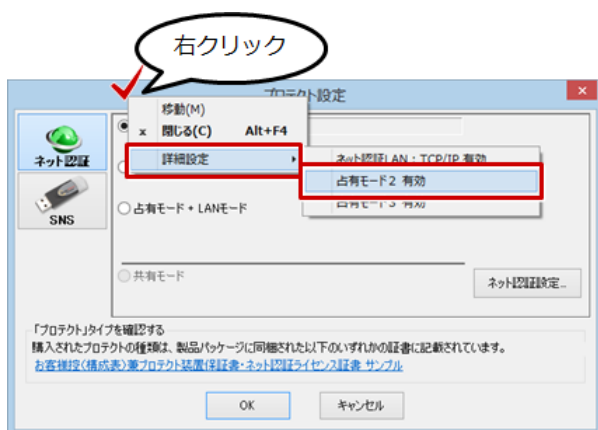 右クリック
プロテクト設定
移動(M)
x 閉じる(C) Alt+F4
詳細設定
ネット認証LAN : TCP/IP 有効
占有モード2 有効
占有モード3 有効
ネット認証
SNS
占有モード + LANモード
共有モード
ネット認証設定...
「プロテクト」タイプを確認する
購入されたプロテクトの種類は、製品パッケージに同梱された以下のいずれかの証書に記載されています。
お客様控(構成表)兼プロテクト装置保証書・ネット認証ライセンス証書 サンプル
OK
キャンセル